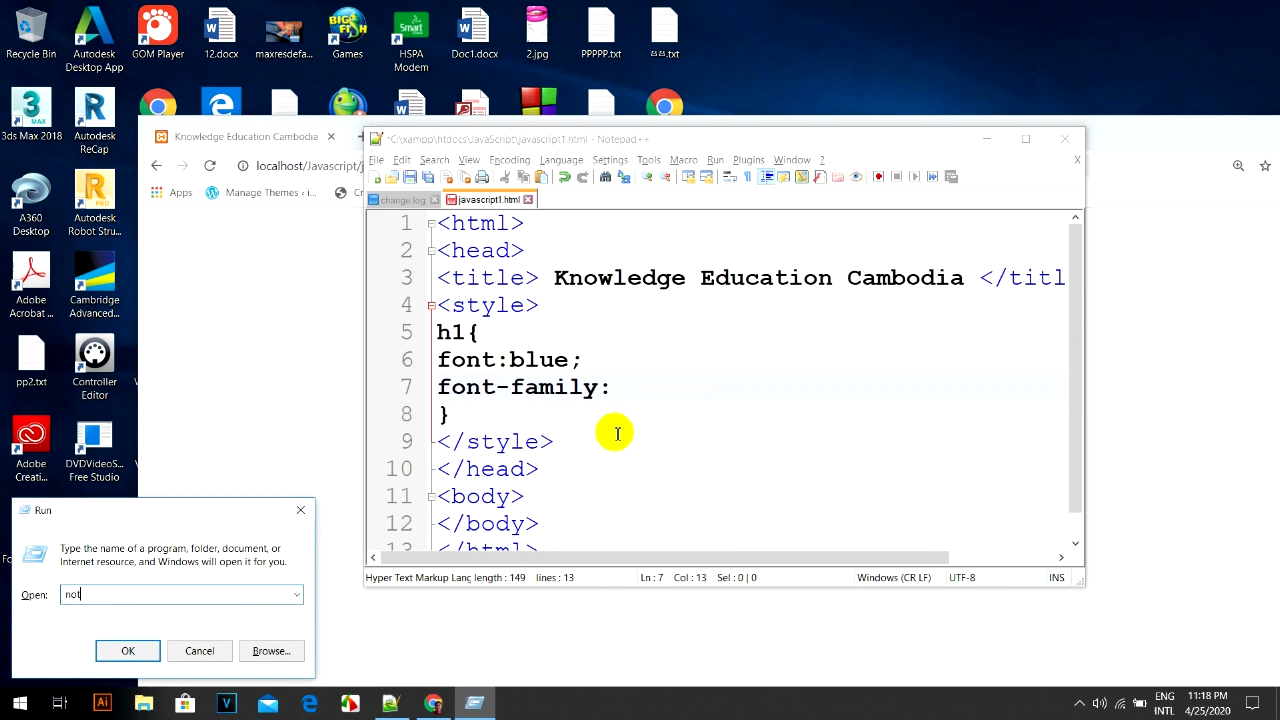 Recycle Bin
Autodesk Desktop App
GOM Player
12.docx
maxresdefa...
BIG FISH
Games
Smart
HSPA Modem
Doc1.docx
2.jpg
PPPPP.txt
3ds Max 2018
Autodesk ReCap
A360 Desktop
Autodesk Robot Stru...
Adobe Acrobat ...
Cambridge Advanced...
pp2.txt
Controller Editor
Adobe Creati...
DVDVideoS... Free Studio
Knowledge Education Cambodia
localhost/Javascript/j
Apps
Manage Themes ‹ ...
*C:\xampp\htdocs\JavaScript\javascript1.html - Notepad++
File Edit Search View Encoding Language Settings Tools Macro Run Plugins Window ? X
change.log
javascript1.html
1 <html>
2 <head>
3 <title> Knowledge Education Cambodia </titl
4 <style>
5 h1{
6 font:blue;
7 font-family:
8 }
9 </style>
10 </head>
11 <body>
12 </body>
13 </html>
Hyper Text Markup Lang length : 149 lines : 13 Ln : 7 Col : 13 Sel : 0 | 0 Windows (CR LF) UTF-8 INS
Run
Type the name of a program, folder, document, or
Internet resource, and Windows will open it for you.
Open: not
OK Cancel Browse...
Ai
V
ENG
INTL
11:18 PM
4/25/2020